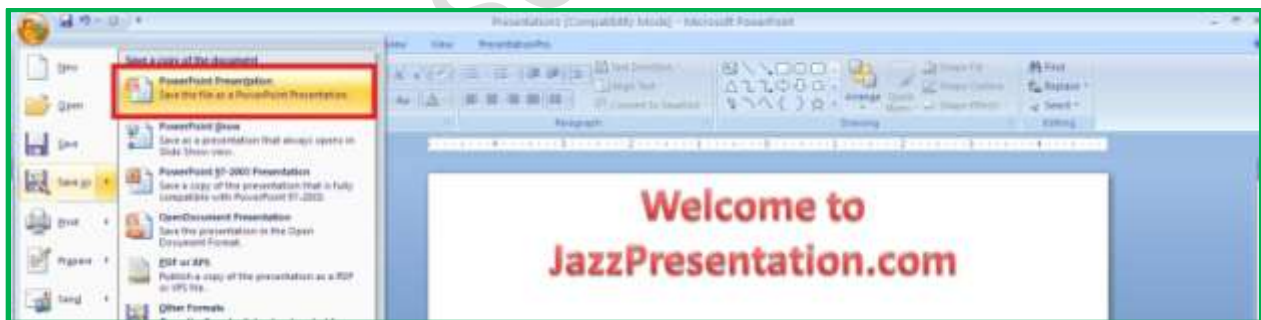 Presentation1 [Compatibility Mode] - Microsoft PowerPoint
View
New
Open
Save
Save As
Print
Prepare
Send
Save a copy of the document
PowerPoint Presentation
Save the file as a PowerPoint Presentation.
PowerPoint Show
Save as a presentation that always opens in
Slide Show view.
PowerPoint 97-2003 Presentation
Save a copy of the presentation that is fully
compatible with PowerPoint 97-2003.
OpenDocument Presentation
Save the presentation in the Open
Document Format.
PDF or XPS
Publish a copy of the presentation as a PDF
or XPS file.
Other Formats
Text Direction
Align Text
Convert to SmartArt
Paragraph
Arrange
Quick
Shape Fill
Shape Outline
Shape Effects
Drawing
Find
Replace
Select
Editing
Welcome to
JazzPresentation.com